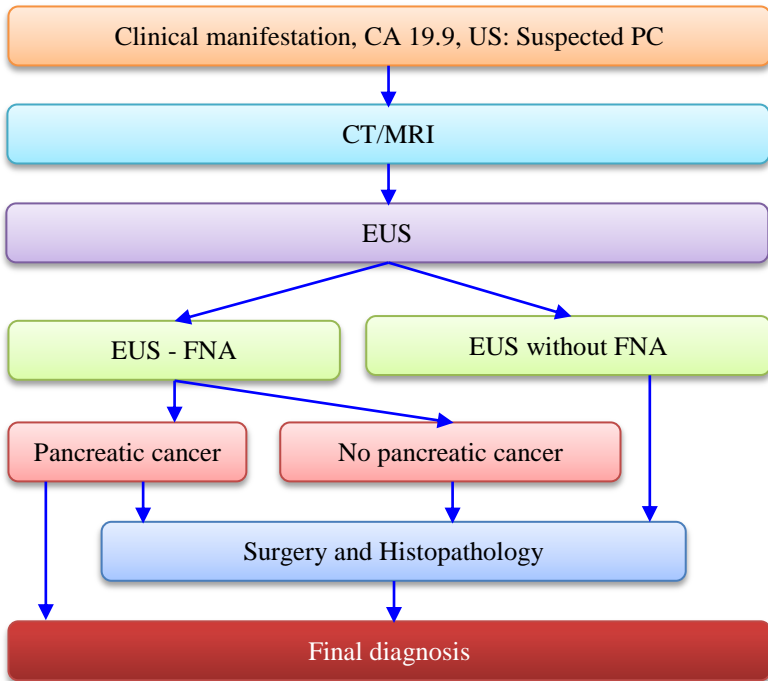 Clinical manifestation, CA 19.9, US: Suspected PC
CT/MRI
EUS
EUS - FNA
EUS without FNA
Pancreatic cancer
No pancreatic cancer
Surgery and Histopathology
Final diagnosis